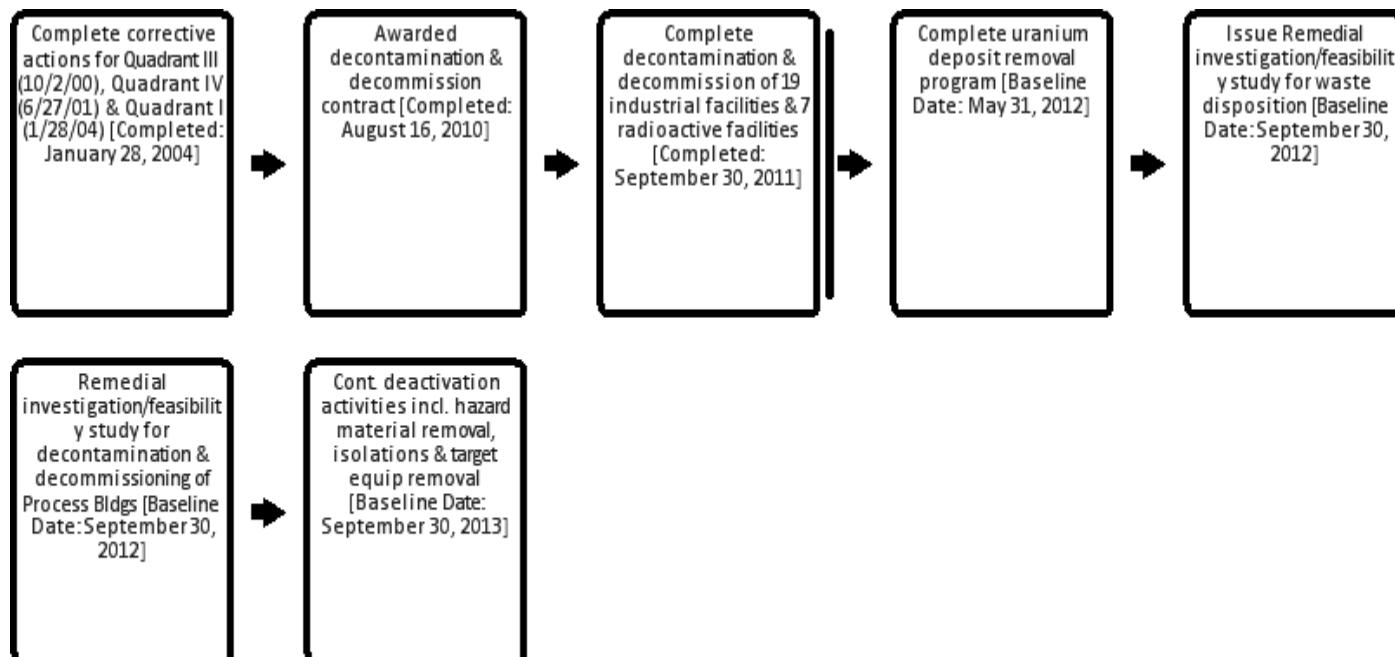 Complete corrective
actions for Quadrant III
(10/2/00), Quadrant IV
(6/27/01) & Quadrant I
(1/28/04) [Completed:
January 28, 2004]
Awarded
decontamination &
decommission
contract [Completed:
August 16, 2010]
Complete
decontamination &
decommission of 19
industrial facilities & 7
radioactive facilities
[Completed:
September 30, 2011]
Complete uranium
deposit removal
program [Baseline
Date: May 31, 2012]
Issue Remedial
investigation/feasibilit
y study for waste
disposition [Baseline
Date: September 30,
2012]
Remedial
investigation/feasibilit
y study for
decontamination &
decommissioning of
Process Bldgs [Baseline
Date: September 30,
2012]
Cont. deactivation
activities incl. hazard
material removal,
isolations & target
equip removal
[Baseline Date:
September 30, 2013]